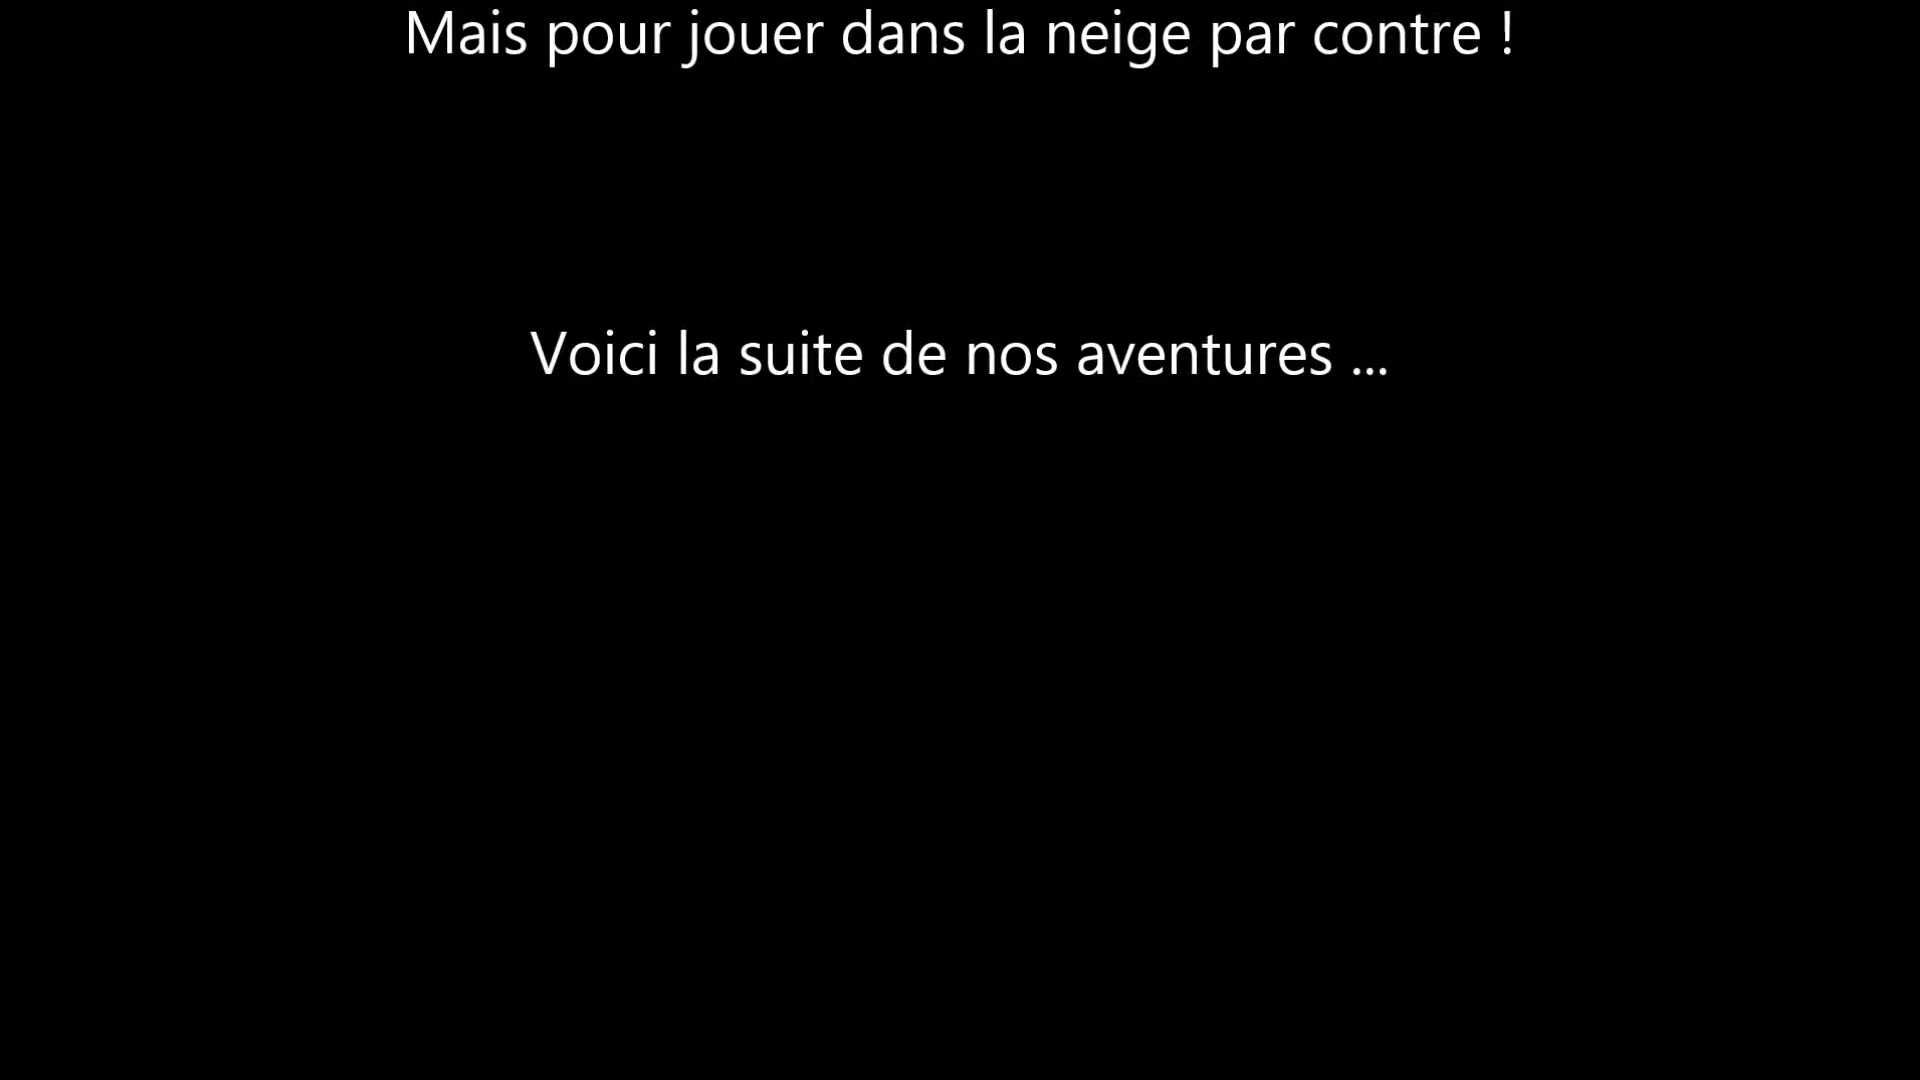 Mais pour jouer dans la neige par contre !
Voici la suite de nos aventures ...